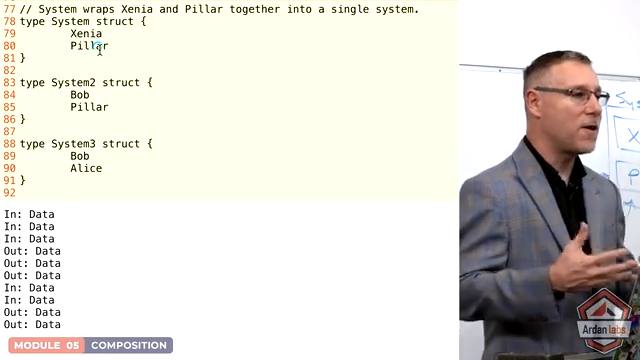 77 // System wraps Xenia and Pillar together into a single system.
78 type System struct {
79 Xenia
80 Pillar
81 }
82
83 type System2 struct {
84 Bob
85 Pillar
86 }
87
88 type System3 struct {
89 Bob
90 Alice
91 }
92
In: Data
In: Data
In: Data
Out: Data
Out: Data
Out: Data
In: Data
In: Data
Out: Data
Out: Data
MODULE 05 COMPOSITION
X
P
Ardan labs